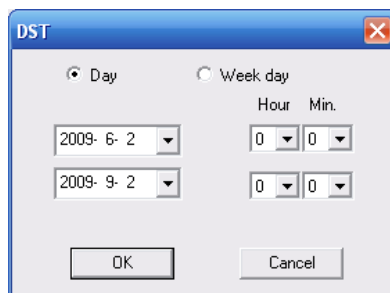 DST
Day Week day
Hour Min.
2009- 6- 2 0 0
2009- 9- 2 0 0
OK Cancel